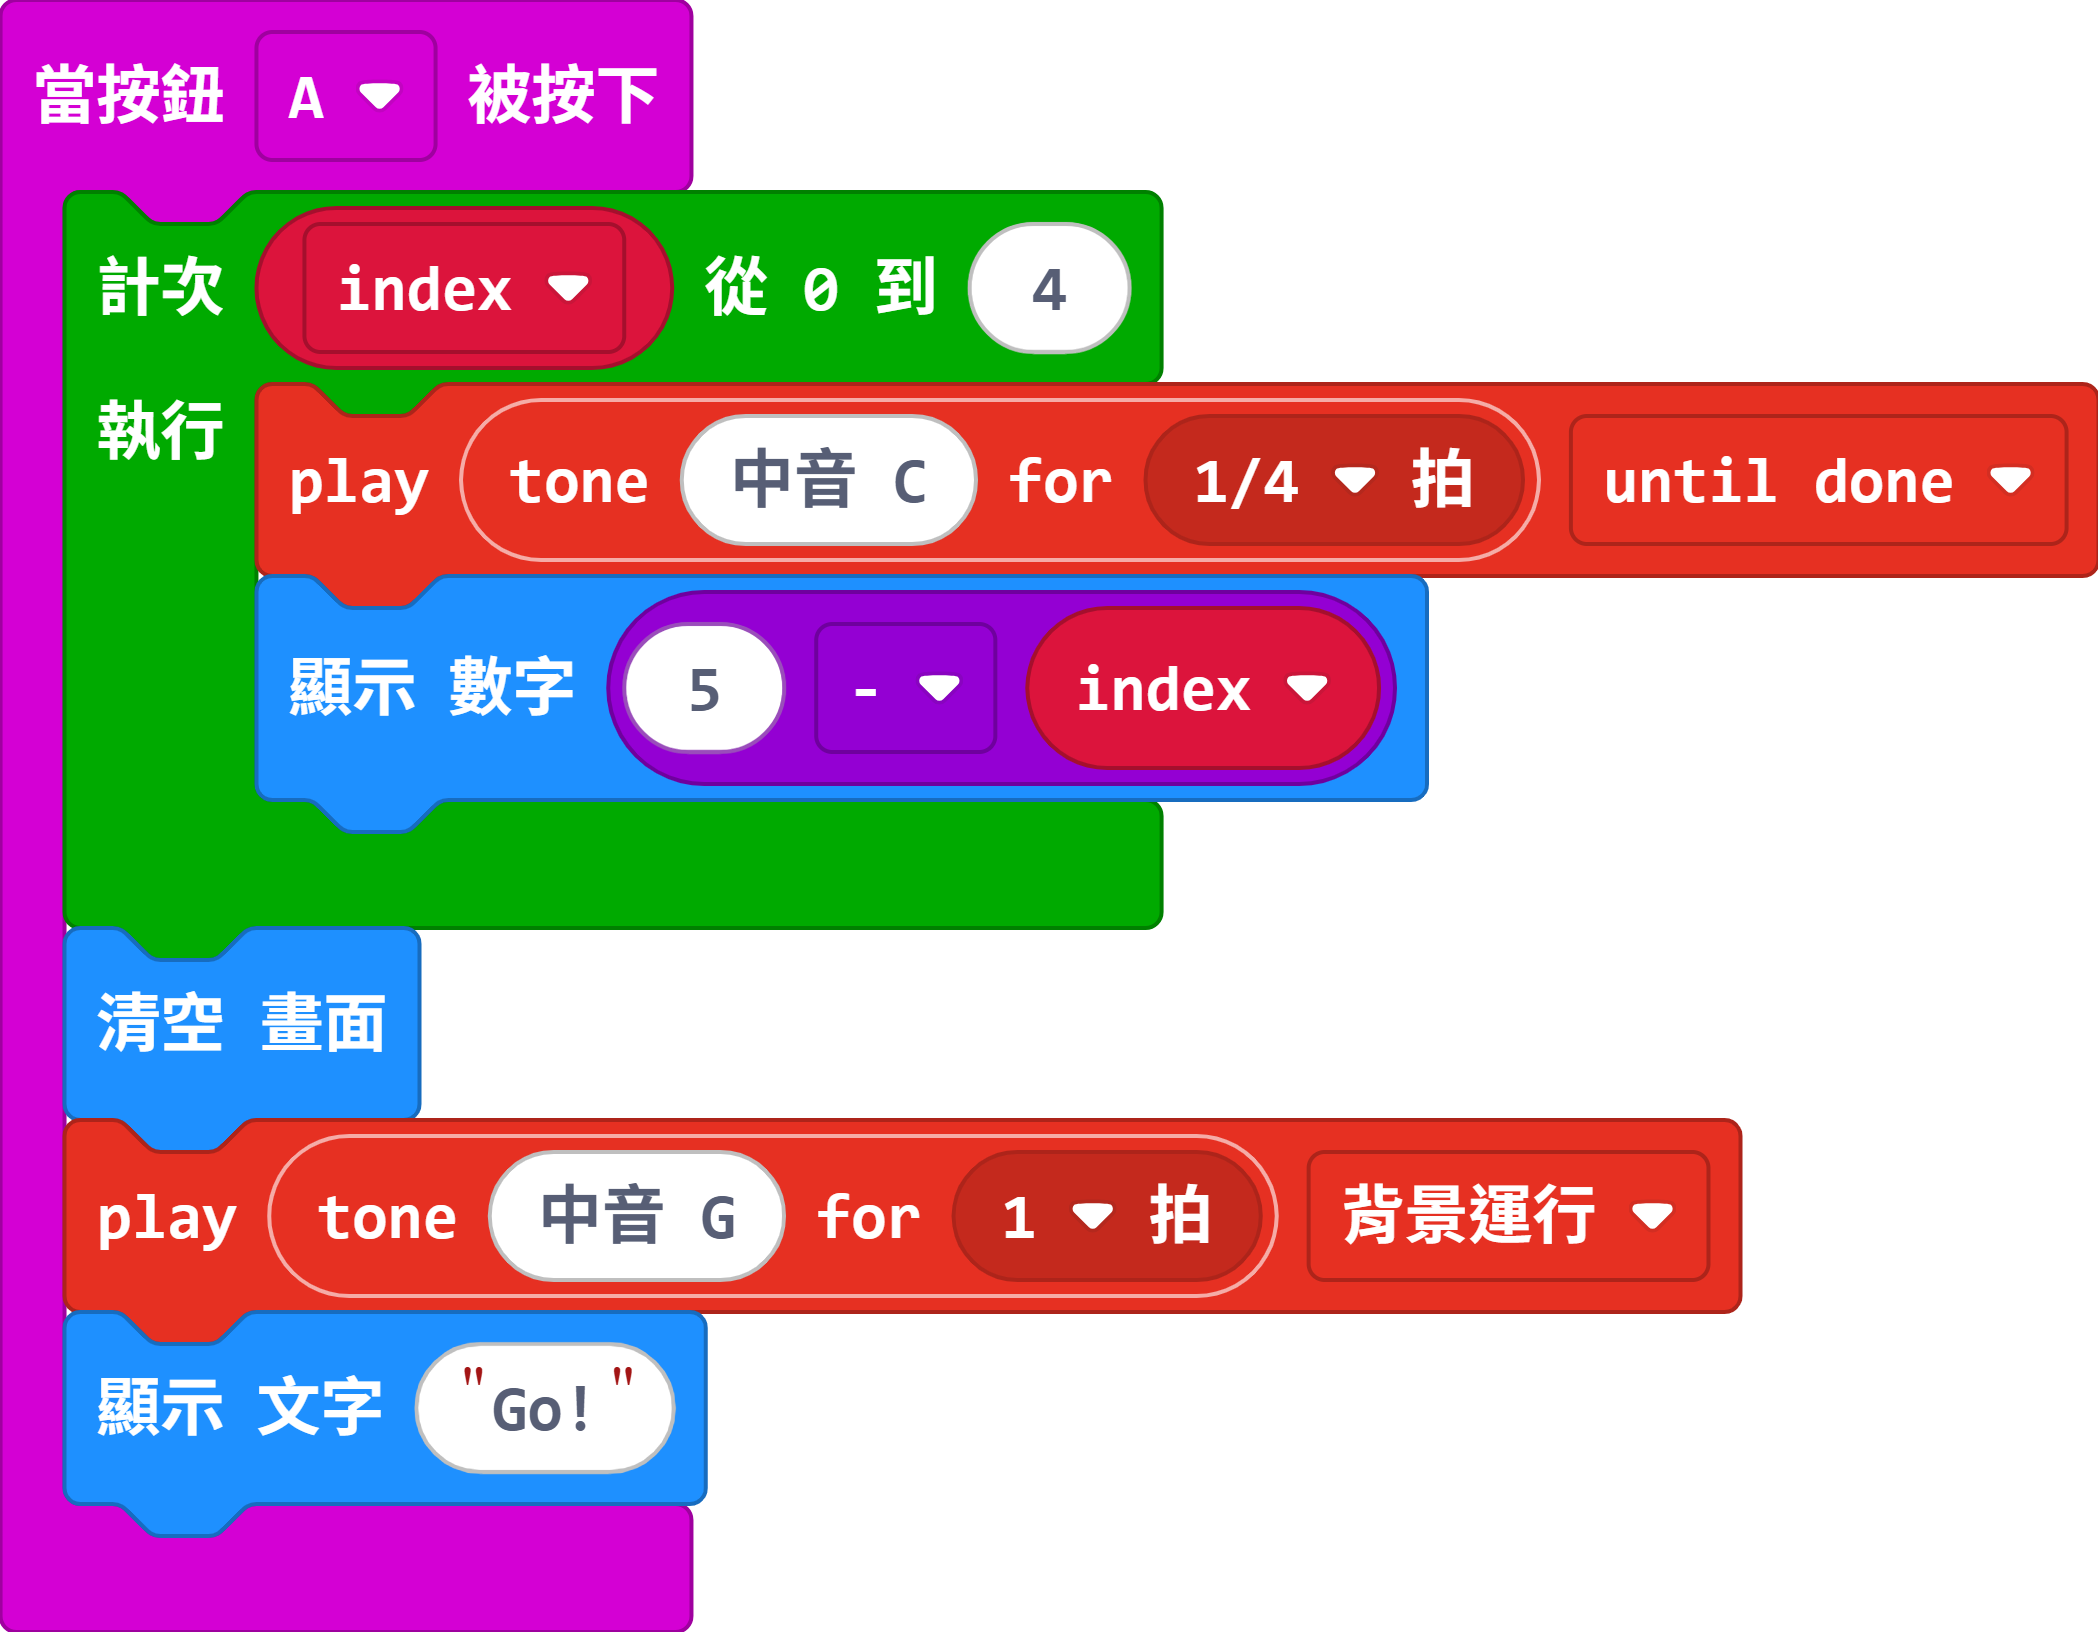 當按鈕 A 被按下
計次 index 從 0 到 4
執行
play tone 中音 C for 1/4 拍 until done
顯示 數字 5 - index
清空 畫面
play tone 中音 G for 1 拍 背景運行
顯示 文字 "Go!"